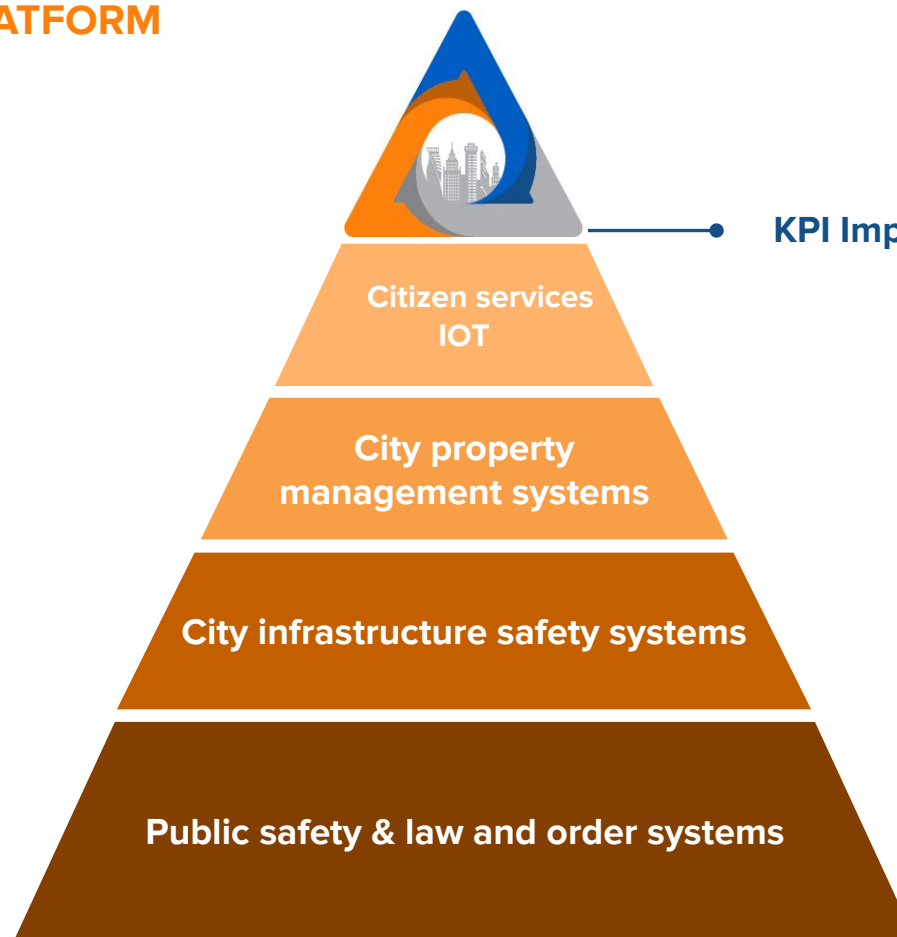 ATFORM
KPI Imp
Citizen services
IOT
City property
management systems
City infrastructure safety systems
Public safety & law and order systems